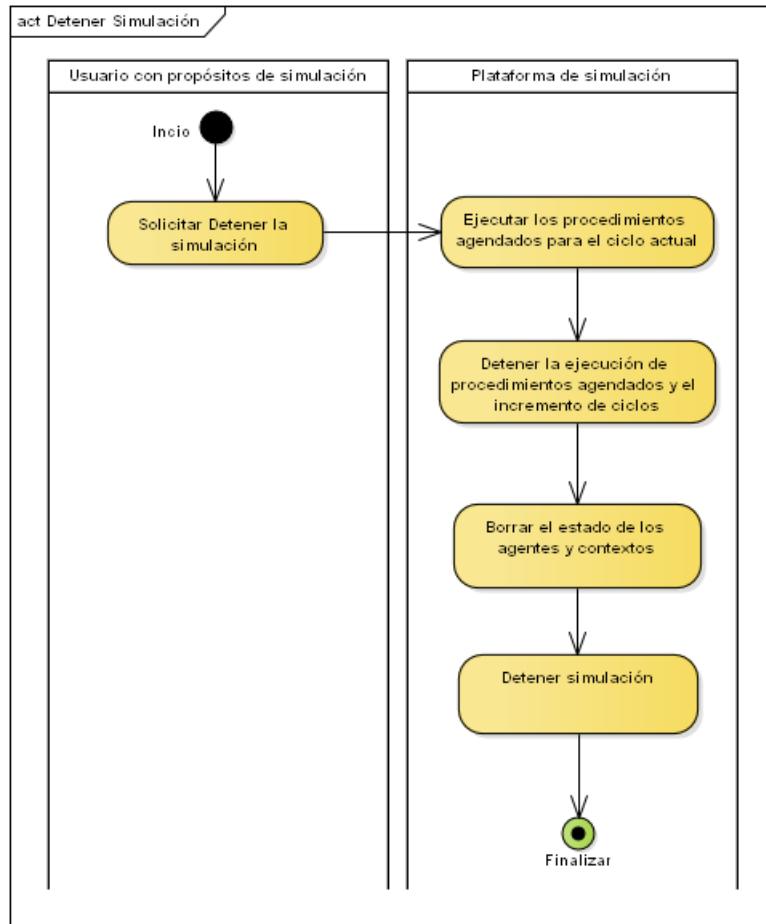 act Detener Simulación
Usuario con propósitos de simulación
Plataforma de simulación
Incio
Solicitar Detener la
simulación
Ejecutar los procedimientos
agendados para el ciclo actual
Detener la ejecución de
procedimientos agendados y el
incremento de ciclos
Borrar el estado de los
agentes y contextos
Detener simulación
Finalizar